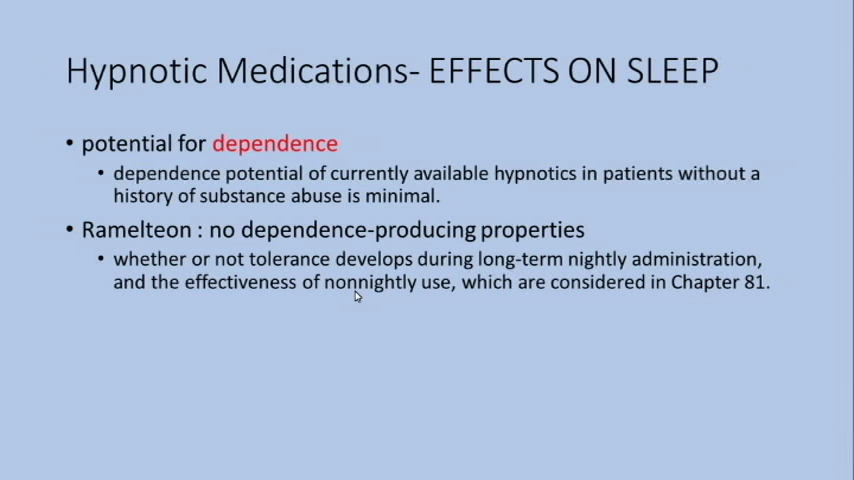 Hypnotic Medications- EFFECTS ON SLEEP
• potential for dependence
• dependence potential of currently available hypnotics in patients without a
history of substance abuse is minimal.
• Ramelteon : no dependence-producing properties
• whether or not tolerance develops during long-term nightly administration,
and the effectiveness of nonnightly use, which are considered in Chapter 81.